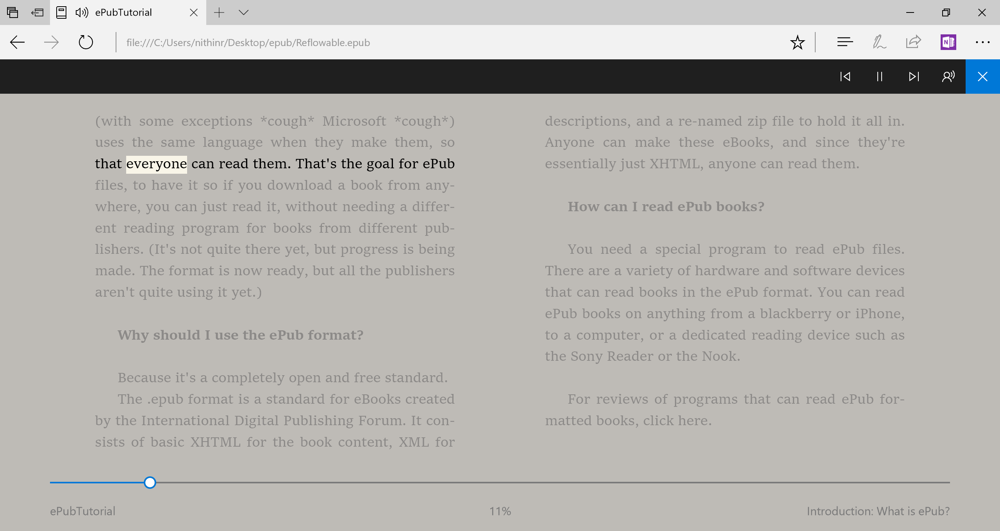 ePubTutorial
file:///C:/Users/nithinr/Desktop/epub/Reflowable.epub
N
(with some exceptions *cough* Microsoft *cough*)
uses the same language when they make them, so
that everyone can read them. That's the goal for ePub
files, to have it so if you download a book from any-
where, you can just read it, without needing a differ-
ent reading program for books from different pub-
lishers. (It's not quite there yet, but progress is being
made. The format is now ready, but all the publishers
aren't quite using it yet.)
Why should I use the ePub format?
Because it's a completely open and free standard.
The .epub format is a standard for eBooks created
by the International Digital Publishing Forum. It con-
sists of basic XHTML for the book content, XML for
descriptions, and a re-named zip file to hold it all in.
Anyone can make these eBooks, and since they're
essentially just XHTML, anyone can read them.
How can I read ePub books?
You need a special program to read ePub files.
There are a variety of hardware and software devices
that can read books in the ePub format. You can read
ePub books on anything from a blackberry or iPhone,
to a computer, or a dedicated reading device such as
the Sony Reader or the Nook.
For reviews of programs that can read ePub for-
matted books, click here.
ePubTutorial
11%
Introduction: What is ePub?